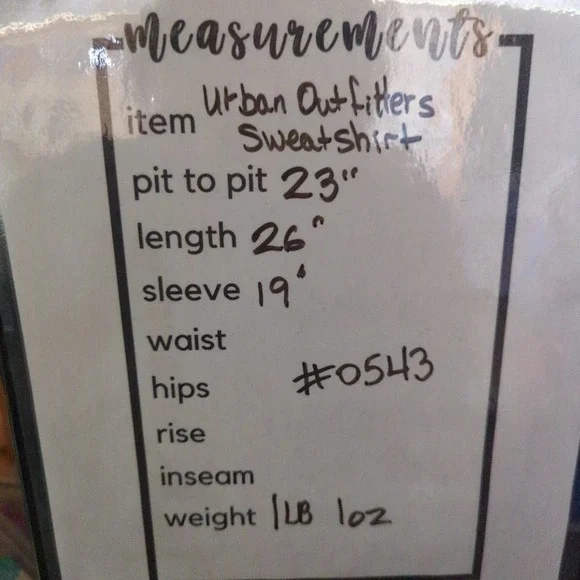 measurements
item Urban Outfitters
Sweatshirt
pit to pit 23"
length 26"
sleeve 19"
waist
hips #0543
rise
inseam
weight 1LB 1oz